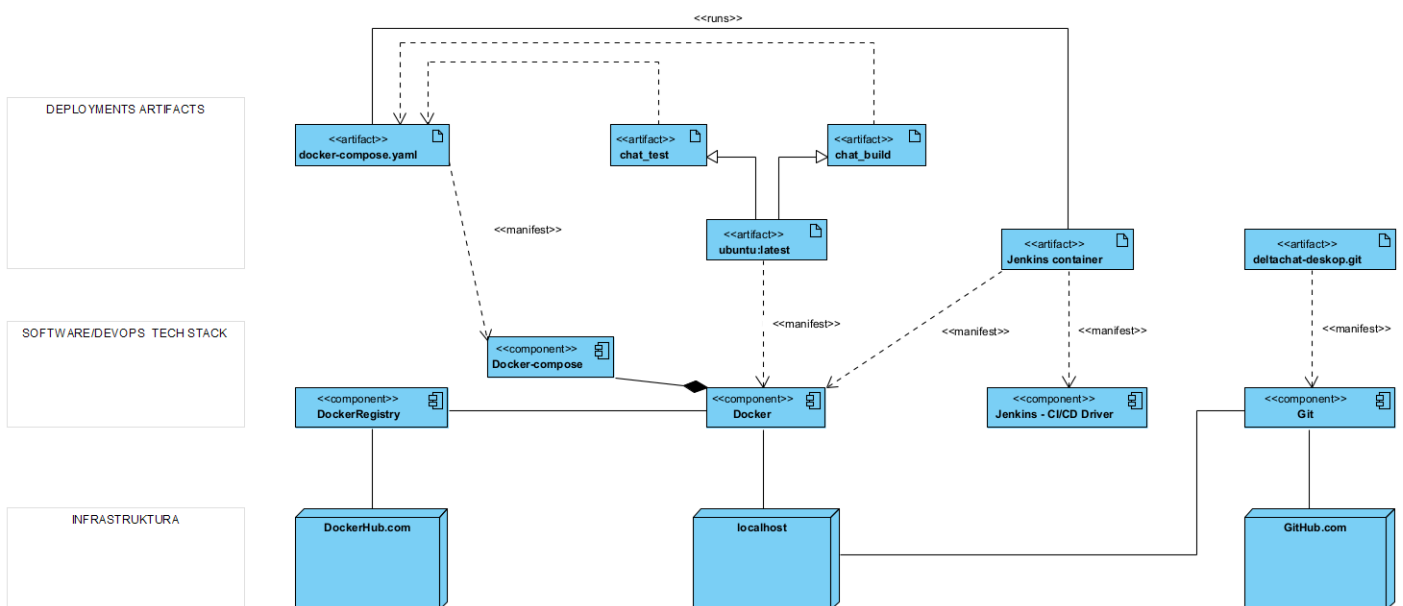 <<runs>>
DEPLOYMENTS ARTIFACTS
<<artifact>>
docker-compose.yaml
<<artifact>>
chat_test
<<artifact>>
chat_build
<<manifest>>
<<artifact>>
ubuntu:latest
<<artifact>>
Jenkins container
<<artifact>>
deltachat-deskop.git
SOFTWARE/DEVOPS TECH STACK
<<manifest>>
<<manifest>>
<<manifest>>
<<manifest>>
<<component>>
Docker-compose
<<component>>
DockerRegistry
<<component>>
Docker
<<component>>
Jenkins - CI/CD Driver
<<component>>
Git
INFRASTRUKTURA
DockerHub.com
localhost
GitHub.com